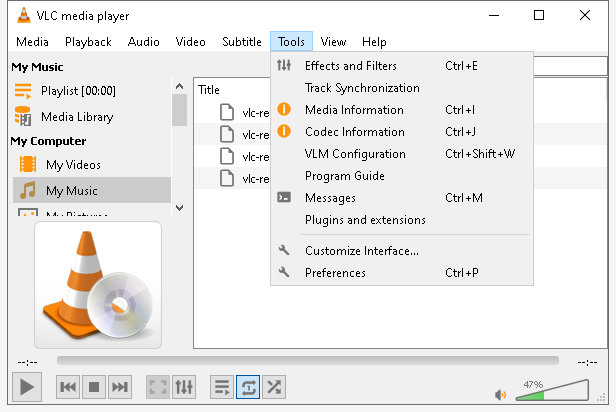 VLC media player
Media Playback Audio Video Subtitle Tools View Help
My Music
Playlist [00:00]
Media Library
My Computer
My Videos
My Music
My Pictures
Title
vlc-re
vlc-re
vlc-re
vlc-re
Effects and Filters Ctrl+E
Track Synchronization
Media Information Ctrl+I
Codec Information Ctrl+J
VLM Configuration Ctrl+Shift+W
Program Guide
Messages Ctrl+M
Plugins and extensions
Customize Interface...
Preferences Ctrl+P
--:-- --:--
47%